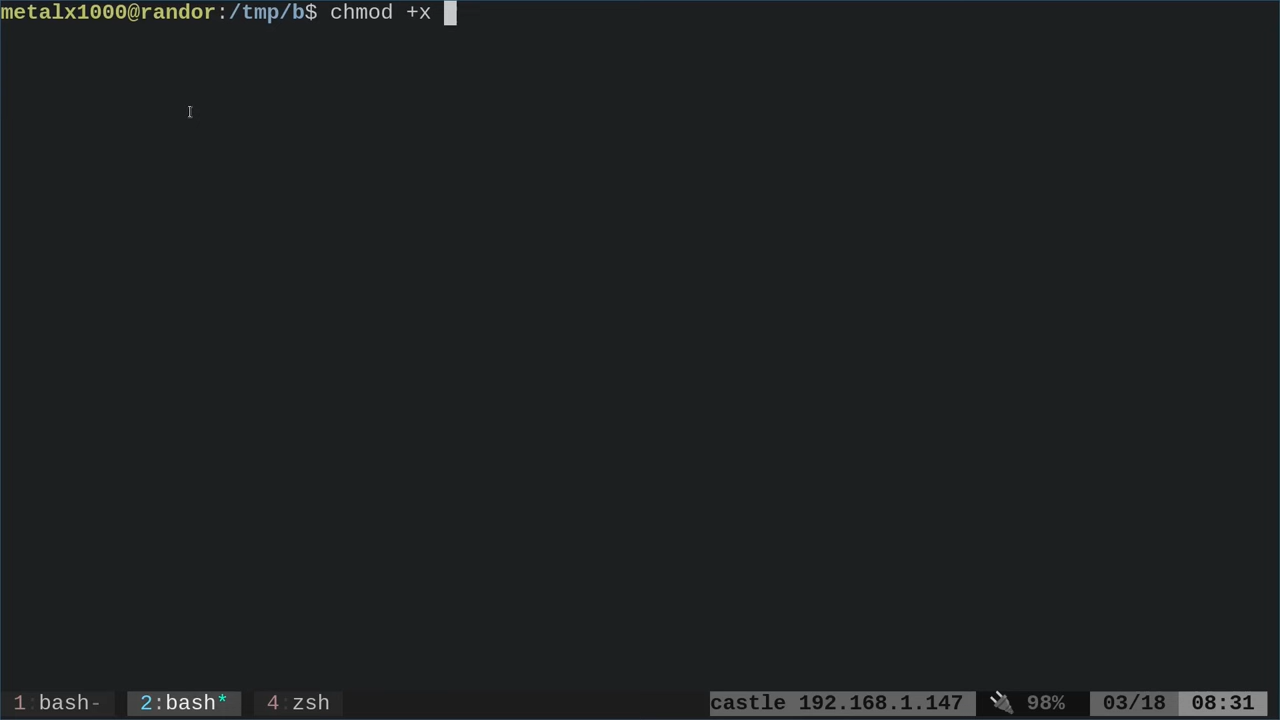 metalx1000@randor:/tmp/b$ chmod +x
1:bash- 2:bash* 4:zsh castle 192.168.1.147 98% 03/18 08:31